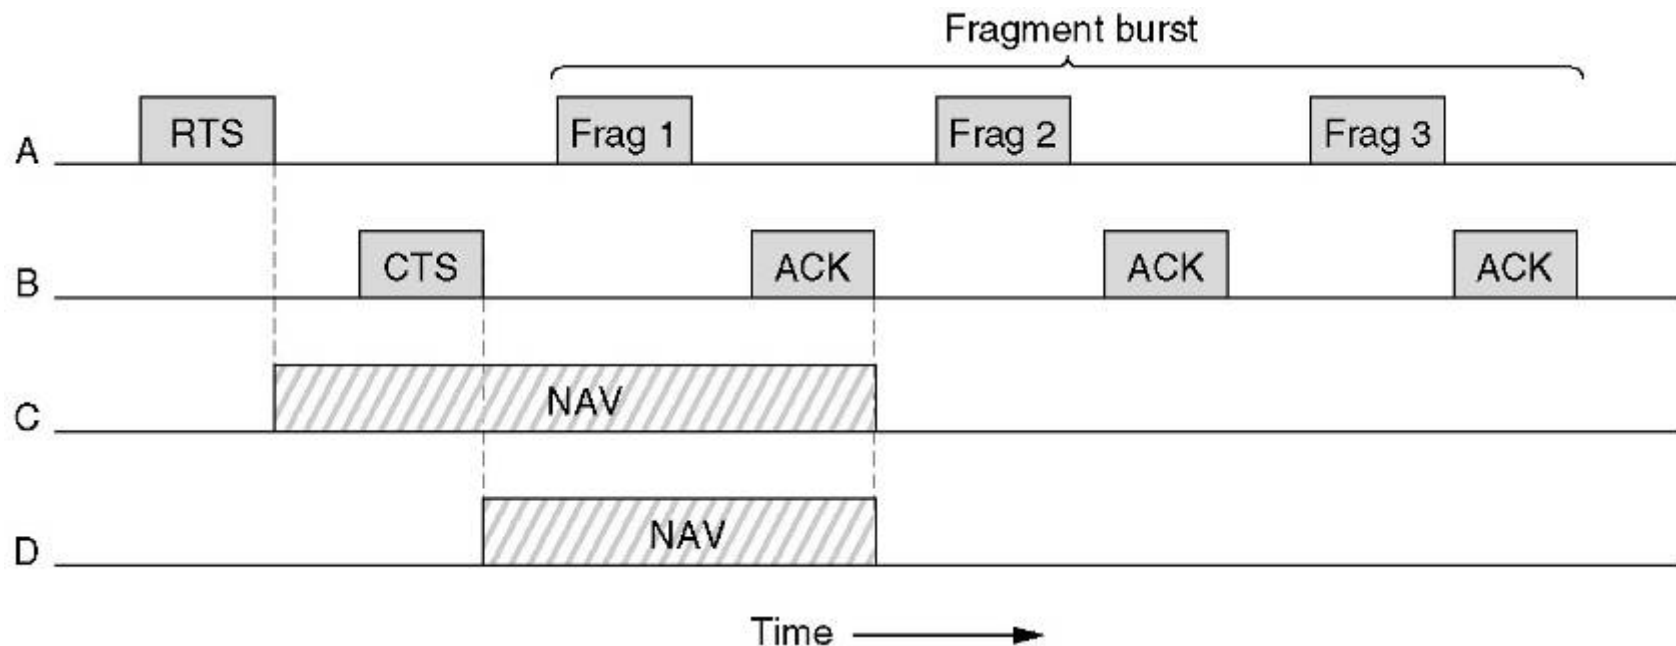 Fragment burst
A RTS Frag 1 Frag 2 Frag 3
B CTS ACK ACK ACK
C NAV
D NAV
Time